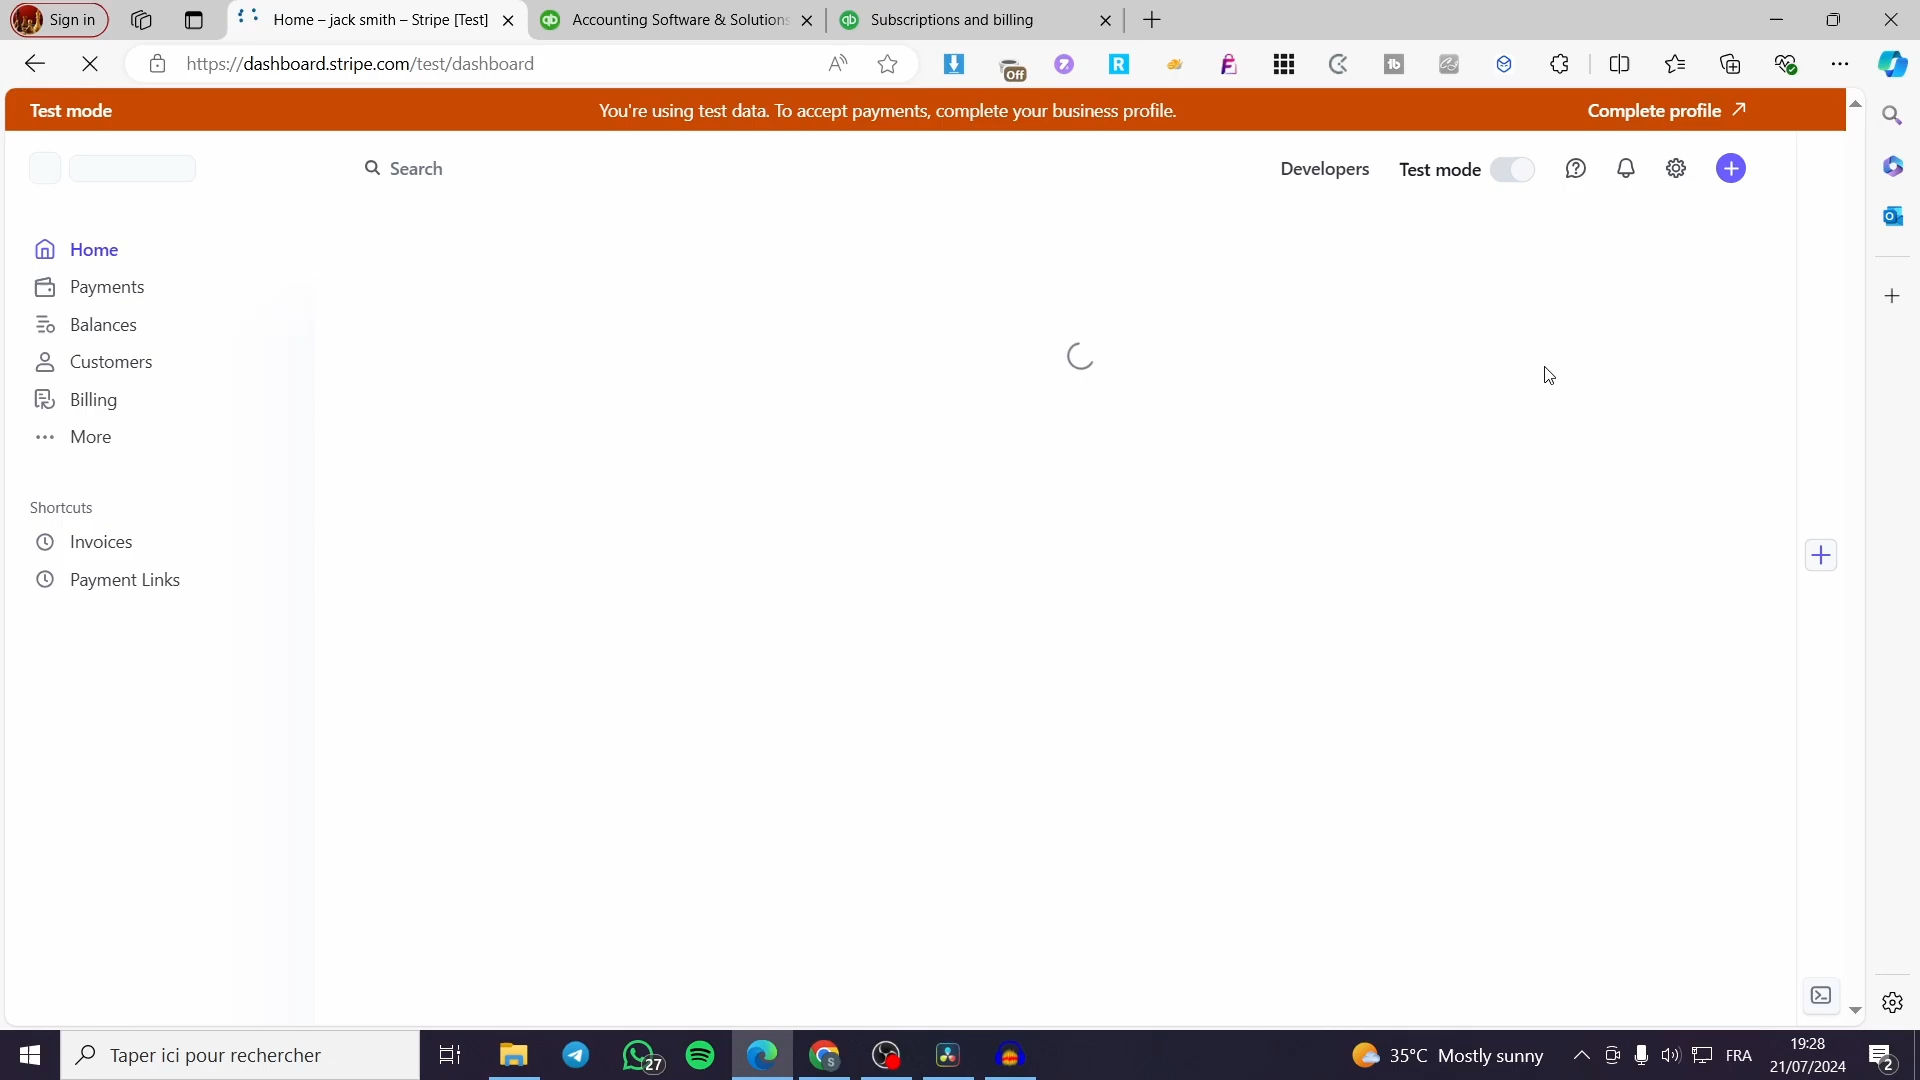 Sign in
Home – jack smith – Stripe [Test]
Accounting Software & Solutions
Subscriptions and billing
https://dashboard.stripe.com/test/dashboard
Off
Test mode
You're using test data. To accept payments, complete your business profile.
Complete profile
Search
Developers
Test mode
Home
Payments
Balances
Customers
Billing
More
Shortcuts
Invoices
Payment Links
Taper ici pour rechercher
27
35°C Mostly sunny
FRA
19:28
21/07/2024
2